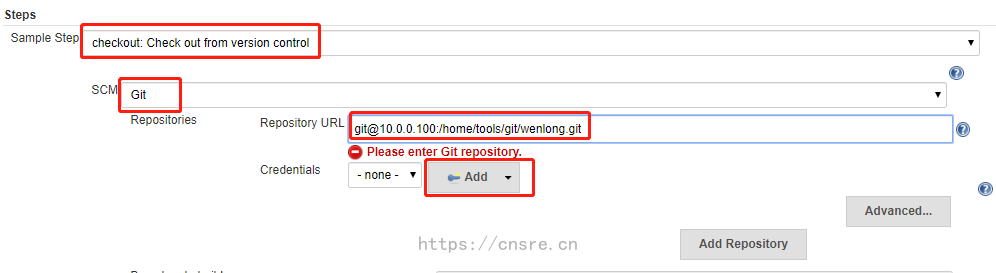 Steps
Sample Step checkout: Check out from version control
SCM Git
Repositories Repository URL git@10.0.0.100:/home/tools/git/wenlong.git
Please enter Git repository.
Credentials - none - Add
Advanced...
https://cnsre.cn Add Repository